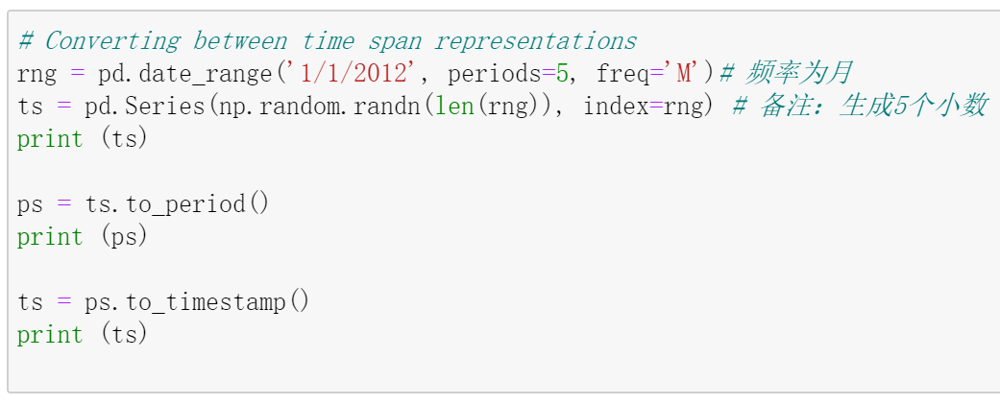 # Converting between time span representations
rng = pd.date_range('1/1/2012', periods=5, freq='M')# 频率为月
ts = pd.Series(np.random.randn(len(rng)), index=rng) # 备注：生成5个小数
print (ts)
ps = ts.to_period()
print (ps)
ts = ps.to_timestamp()
print (ts)